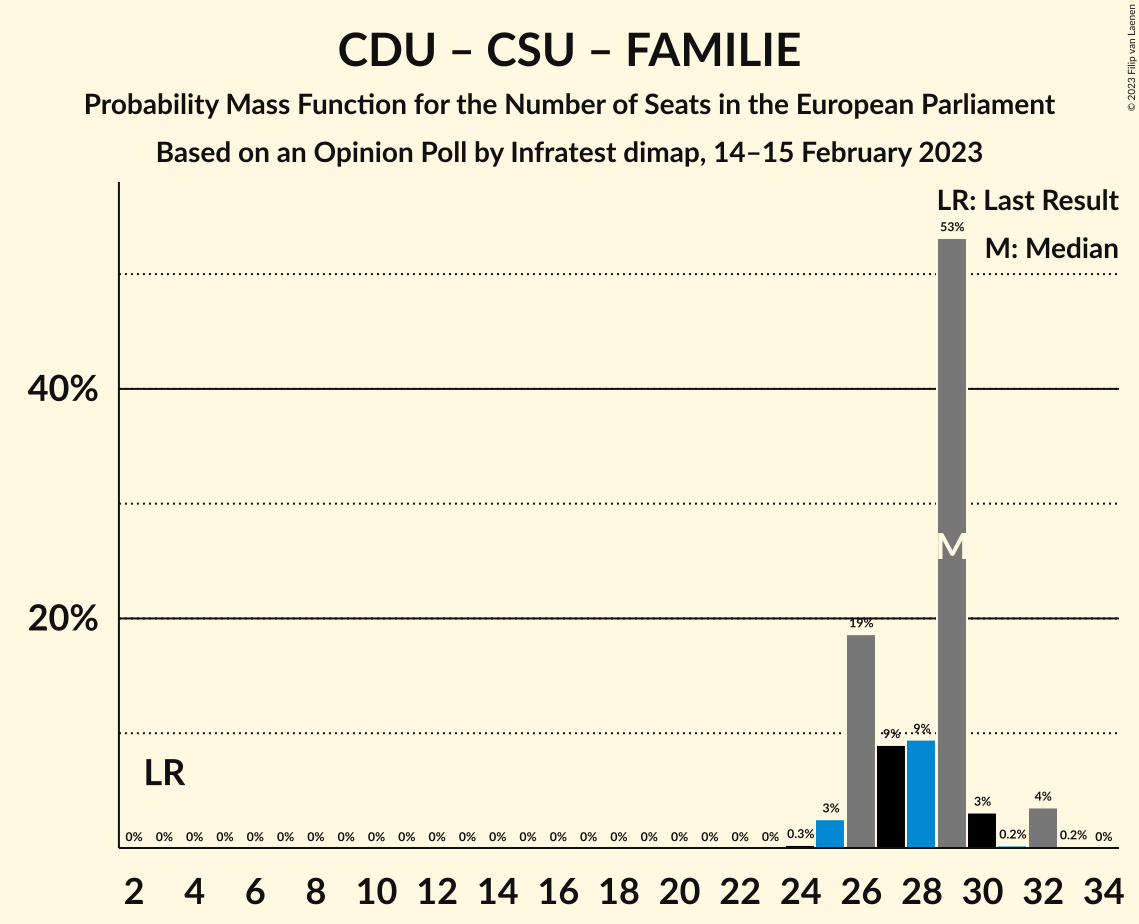 CDU – CSU – FAMILIE
Probability Mass Function for the Number of Seats in the European Parliament
Based on an Opinion Poll by Infratest dimap, 14–15 February 2023
© 2023 Filip van Laenen
LR: Last Result
M: Median
53%
40%
M
20%
19%
9% 9%
LR
4%
3% 3%
0% 0% 0% 0% 0% 0% 0% 0% 0% 0% 0% 0% 0% 0% 0% 0% 0% 0% 0% 0% 0% 0% 0.3% 0.2% 0.2% 0%
2 4 6 8 10 12 14 16 18 20 22 24 26 28 30 32 34